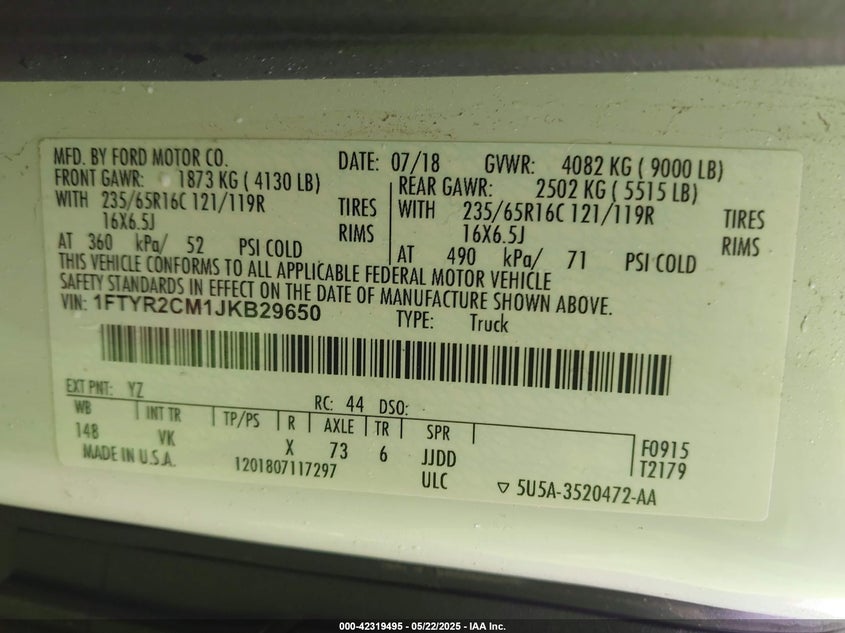 MFD. BY FORD MOTOR CO. DATE: 07/18 GVWR: 4082 KG ( 9000 LB)
FRONT GAWR: 1873 KG ( 4130 LB) REAR GAWR: 2502 KG ( 5515 LB)
WITH 235/65R16C 121/119R TIRES WITH 235/65R16C 121/119R TIRES
16X6.5J RIMS 16X6.5J RIMS
AT 360 kPa/ 52 PSI COLD AT 490 kPa/ 71 PSI COLD
THIS VEHICLE CONFORMS TO ALL APPLICABLE FEDERAL MOTOR VEHICLE
SAFETY STANDARDS IN EFFECT ON THE DATE OF MANUFACTURE SHOWN ABOVE.
VIN: 1FTYR2CM1JKB29650 TYPE: Truck
EXT PNT: YZ RC: 44 DSO:
WB INT TR TP/PS R AXLE TR SPR F0915
148 VK X 73 6 JJDD T2179
MADE IN U.S.A. 1201807117297 ULC ▽ 5U5A-3520472-AA
000-42319495 - 05/22/2025 - IAA Inc.